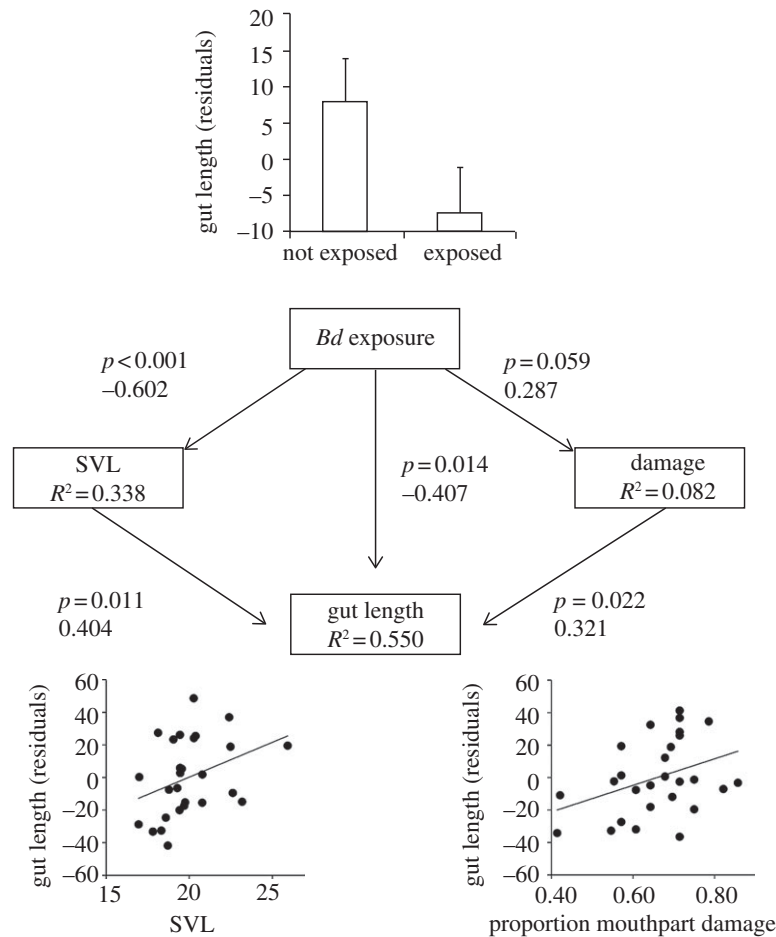 20
15
10
5
0
−5
−10
gut length (residuals)
not exposed
exposed
Bd exposure
p < 0.001
−0.602
p = 0.059
0.287
SVL
R² = 0.338
p = 0.014
−0.407
damage
R² = 0.082
p = 0.011
0.404
gut length
R² = 0.550
p = 0.022
0.321
60
40
20
0
−20
−40
−60
gut length (residuals)
15
20
25
SVL
60
40
20
0
−20
−40
−60
gut length (residuals)
0.40
0.60
0.80
proportion mouthpart damage